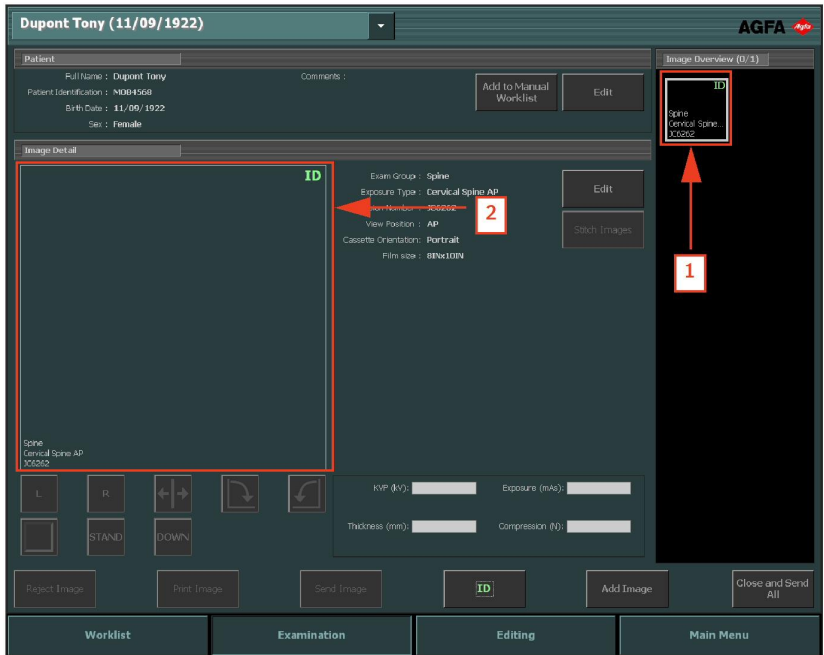 Dupont Tony (11/09/1922)
AGFA Agfa
Patient
Full Name : Dupont Tony
Patient Identification : M084568
Birth Date : 11/09/1922
Sex : Female
Comments :
Add to Manual
Worklist
Edit
Image Detail
ID
Spine
Cervical Spine AP
JC6262
2
Exam Group : Spine
Exposure Type : Cervical Spine AP
Number : JC6262
View Position : AP
Cassette Orientation: Portrait
Film size : 8INx10IN
Edit
Stitch Images
L
R
STAND
DOWN
KVP (kV):
Exposure (mAs):
Thickness (mm):
Compression (N):
Image Overview (0/1)
ID
Spine
Cervical Spine...
JC6262
1
Reject Image
Print Image
Send Image
ID
Add Image
Close and Send
All
Worklist
Examination
Editing
Main Menu